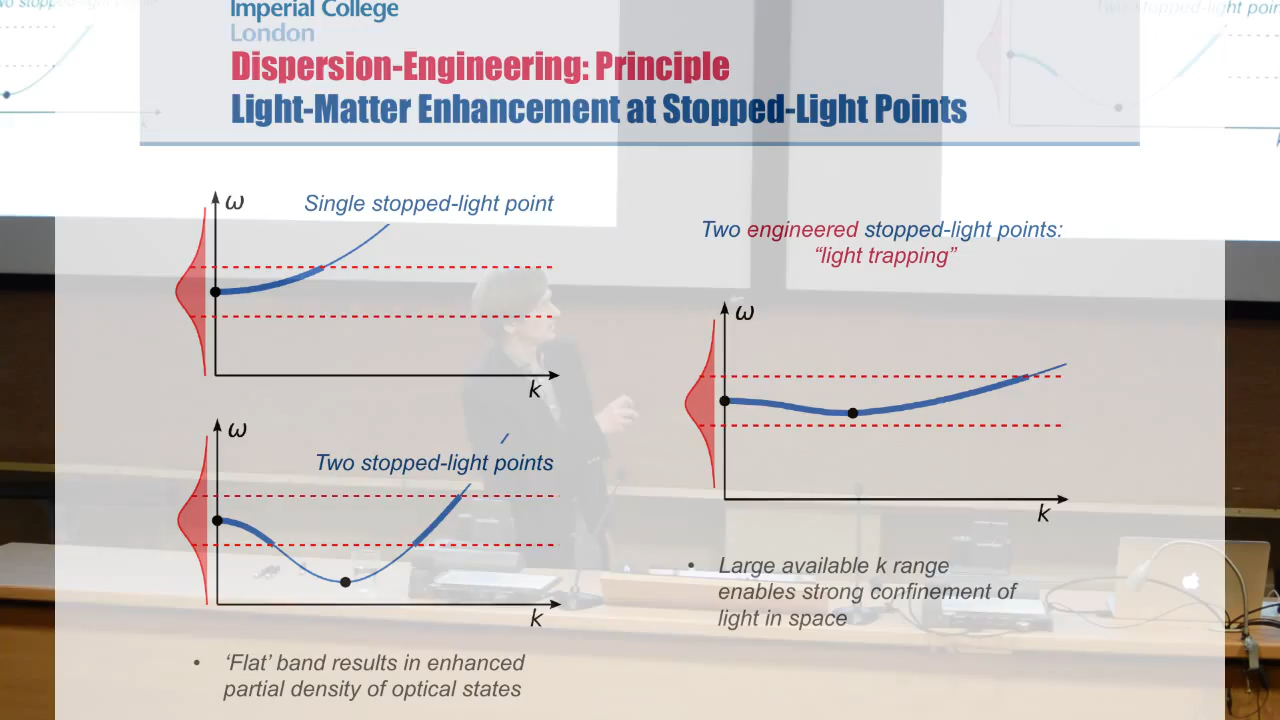 Imperial College
London
Dispersion-Engineering: Principle
Light-Matter Enhancement at Stopped-Light Points
ω
Single stopped-light point
k
Two engineered stopped-light points:
“light trapping”
ω
k
ω
Two stopped-light points
k
• Large available k range
enables strong confinement of
light in space
• ‘Flat’ band results in enhanced
partial density of optical states